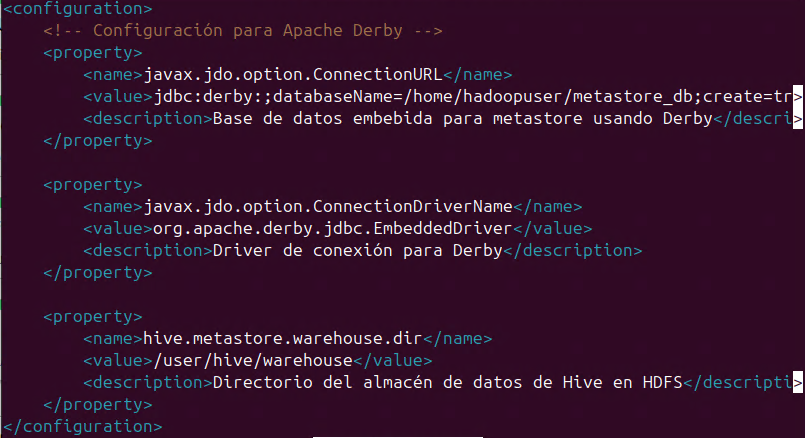 <configuration>
<!-- Configuración para Apache Derby -->
<property>
<name>javax.jdo.option.ConnectionURL</name>
<value>jdbc:derby:;databaseName=/home/hadoopuser/metastore_db;create=tr>
<description>Base de datos embebida para metastore usando Derby</descri>
</property>
<property>
<name>javax.jdo.option.ConnectionDriverName</name>
<value>org.apache.derby.jdbc.EmbeddedDriver</value>
<description>Driver de conexión para Derby</description>
</property>
<property>
<name>hive.metastore.warehouse.dir</name>
<value>/user/hive/warehouse</value>
<description>Directorio del almacén de datos de Hive en HDFS</descripti>
</property>
</configuration>